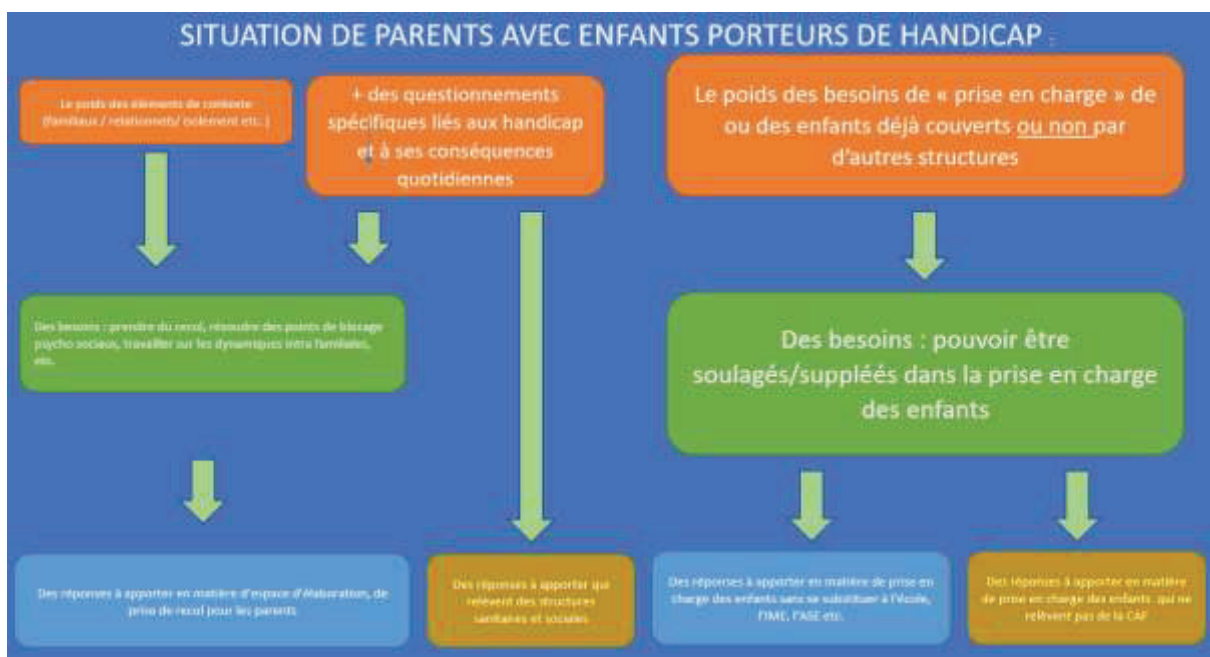 SITUATION DE PARENTS AVEC ENFANTS PORTEURS DE HANDICAP :
Le poids des éléments de contexte
(familiaux / relationnels/ isolement etc..)
+ des questionnements
spécifiques liés aux handicap
et à ses conséquences
quotidiennes
Le poids des besoins de « prise en charge » de
ou des enfants déjà couverts ou non par
d'autres structures
Des besoins : prendre du recul, résoudre des points de blocage
psycho sociaux, travailler sur les dynamiques intra familiales,
etc.
Des besoins : pouvoir être
soulagés/suppléés dans la prise en charge
des enfants
Des réponses à apporter en matière d'espace d'élaboration, de
prise de recul pour les parents
Des réponses à apporter qui
relèvent des structures
sanitaires et sociales
Des réponses à apporter en matière de prise en
charge des enfants sans se substituer à l'école,
l'IME, l'ASE etc.
Des réponses à apporter en matière
de prise en charge des enfants qui ne
relèvent pas de la CAF